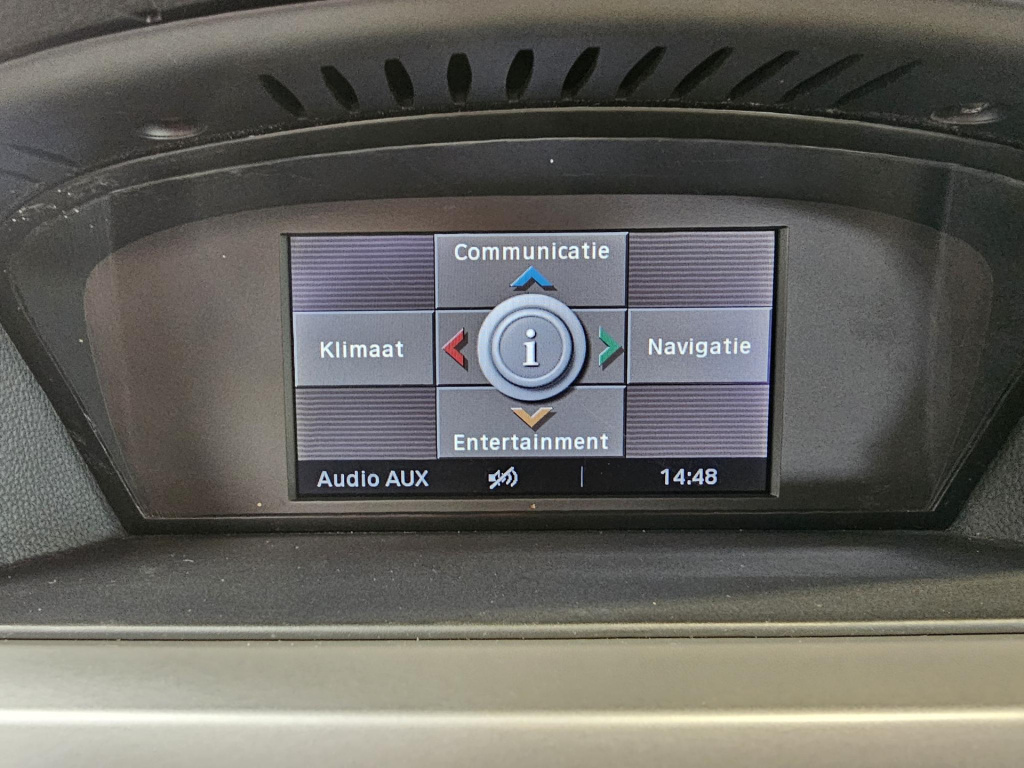 Communicatie
Klimaat
i
Navigatie
Entertainment
Audio AUX 14:48